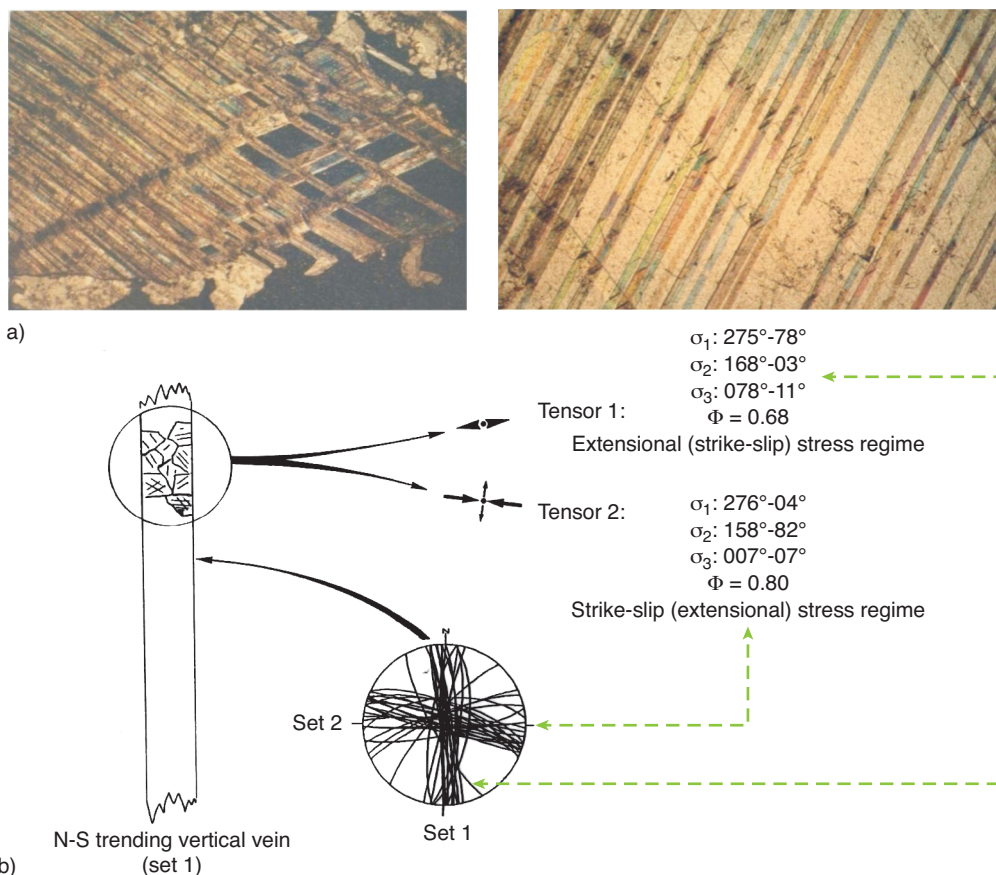 a)
σ1: 275°-78°
σ2: 168°-03°
σ3: 078°-11°
Φ = 0.68
Tensor 1:
Extensional (strike-slip) stress regime
Tensor 2:
σ1: 276°-04°
σ2: 158°-82°
σ3: 007°-07°
Φ = 0.80
Strike-slip (extensional) stress regime
N
Set 2
Set 1
N-S trending vertical vein
(set 1)
b)